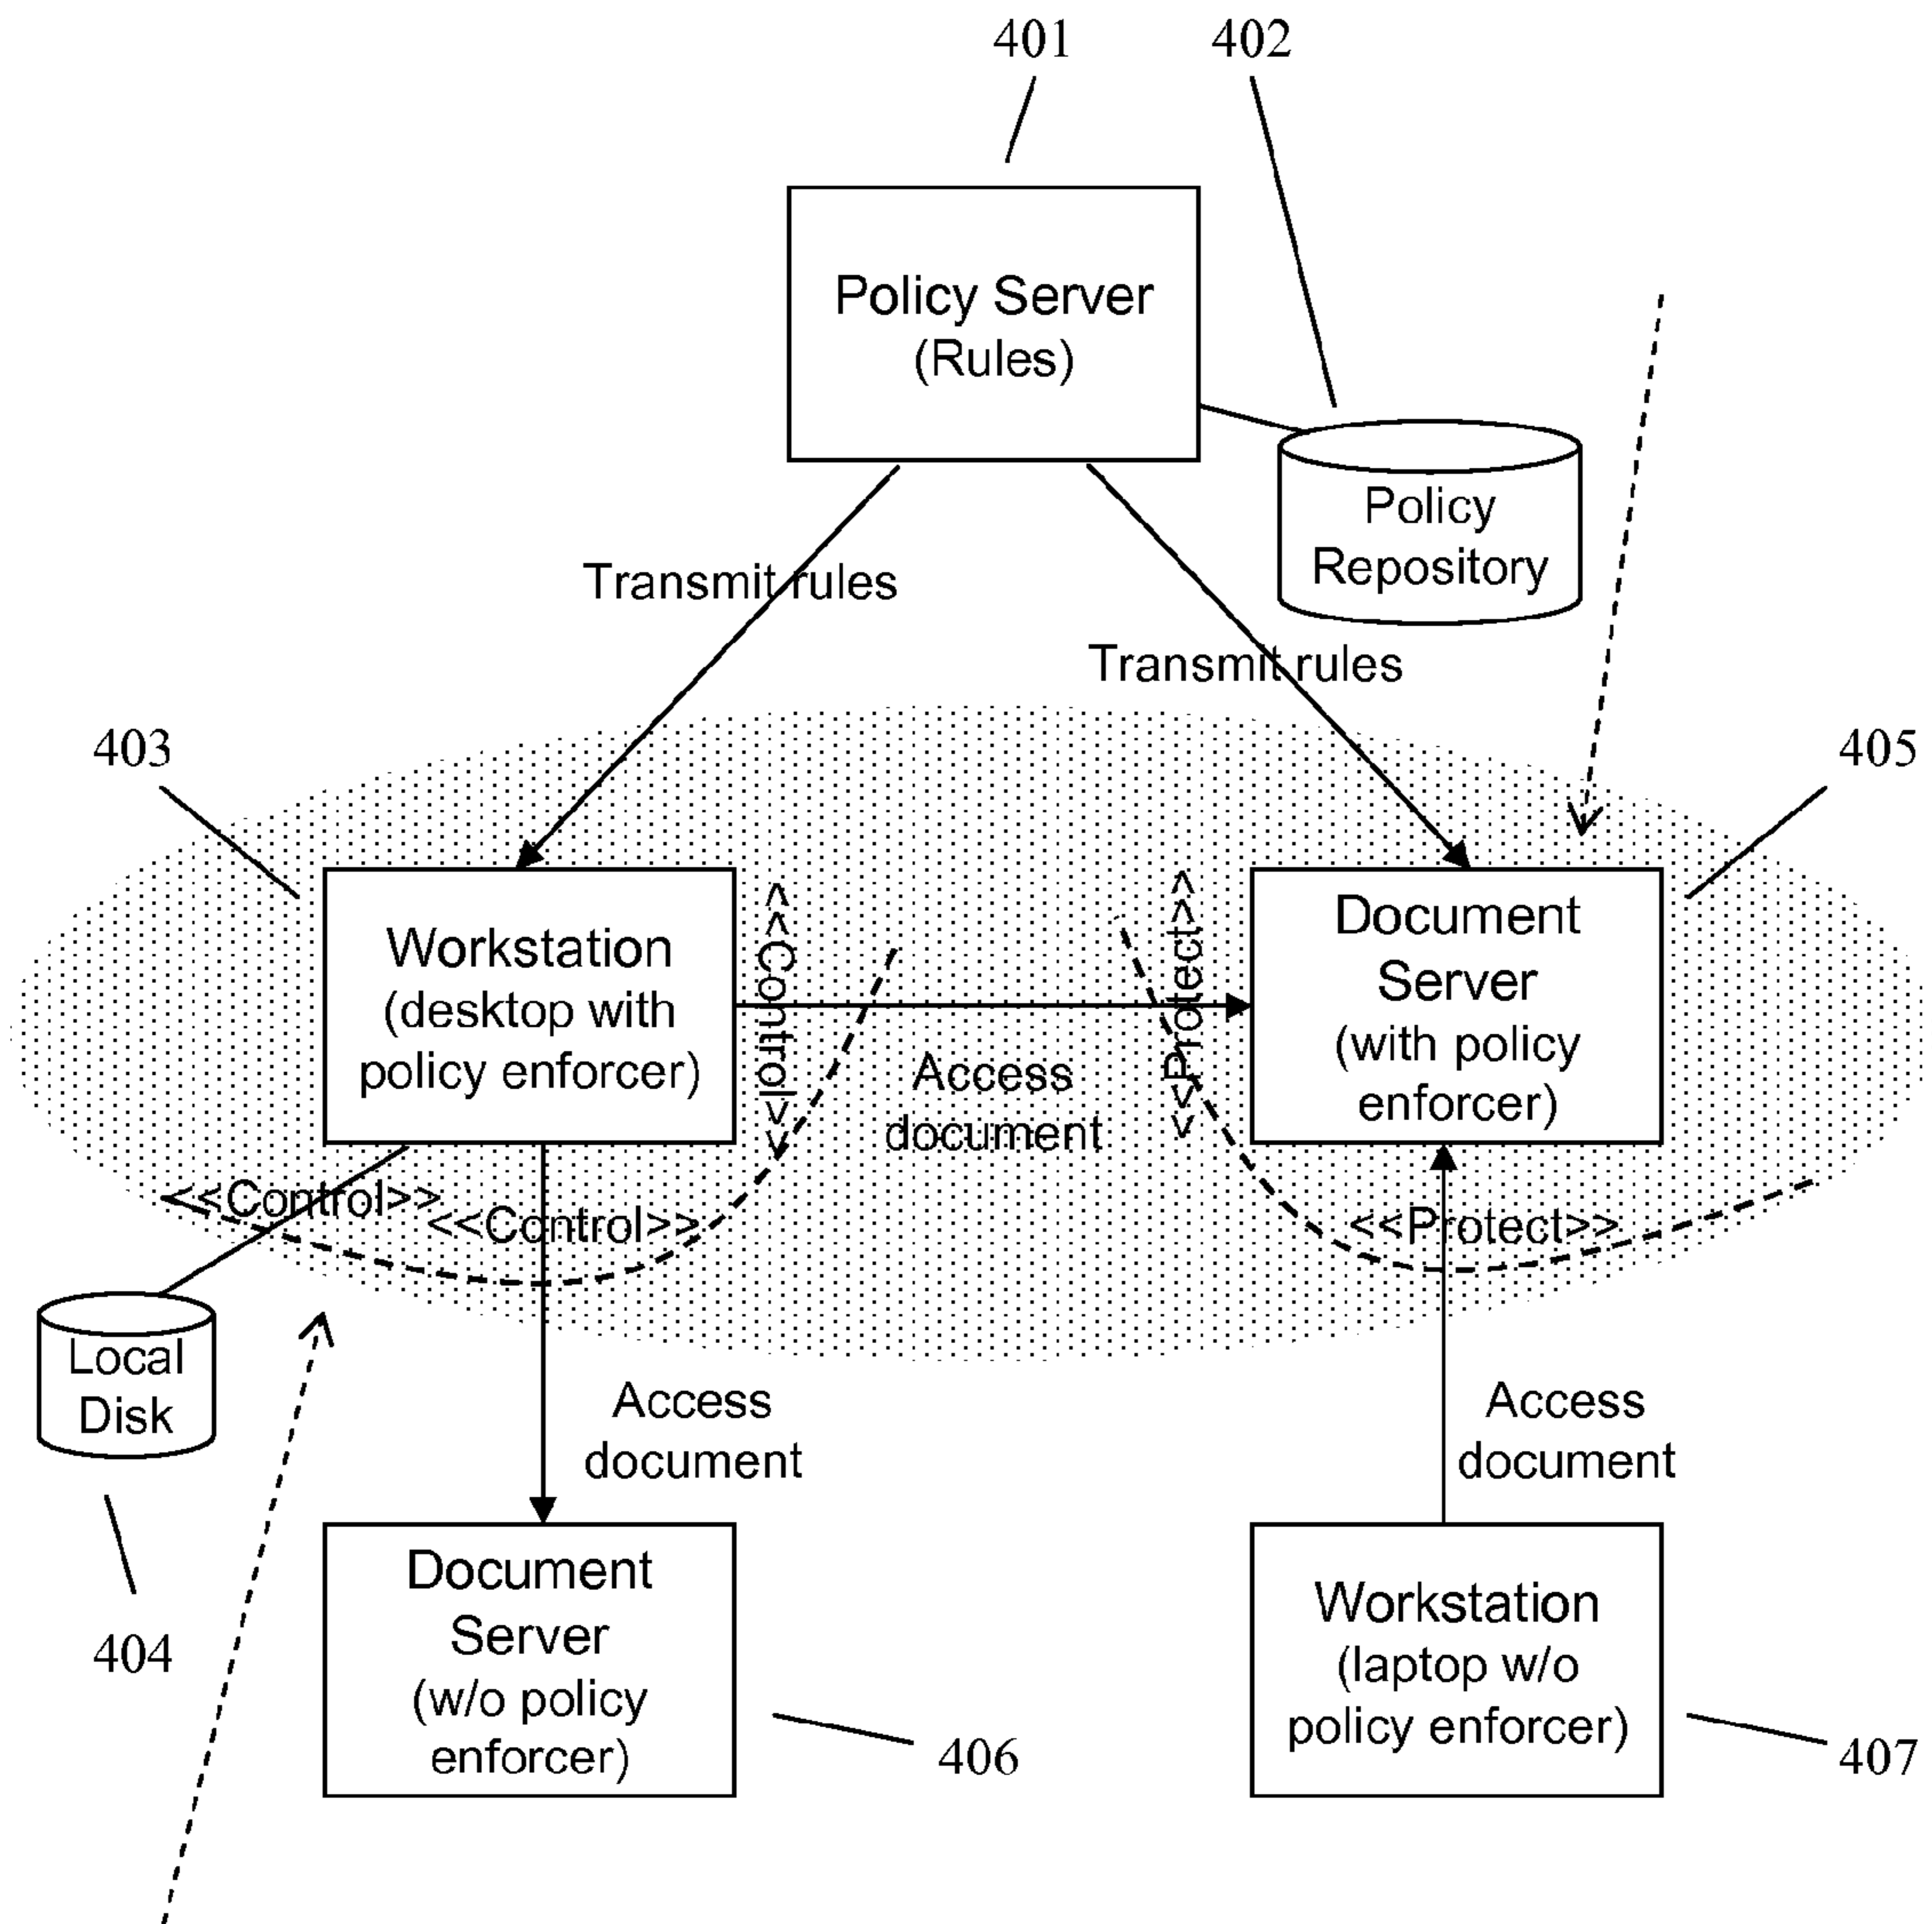 401
402
Policy Server
(Rules)
Policy
Repository
Transmit rules
Transmit rules
403
405
Workstation
(desktop with
policy enforcer)
<<Control>>
<<Protect>>
Document
Server
(with policy
enforcer)
Access
document
<<Control>>
<<Control>>
<<Protect>>
Local
Disk
Access
document
Access
document
404
Document
Server
(w/o policy
enforcer)
406
Workstation
(laptop w/o
policy enforcer)
407